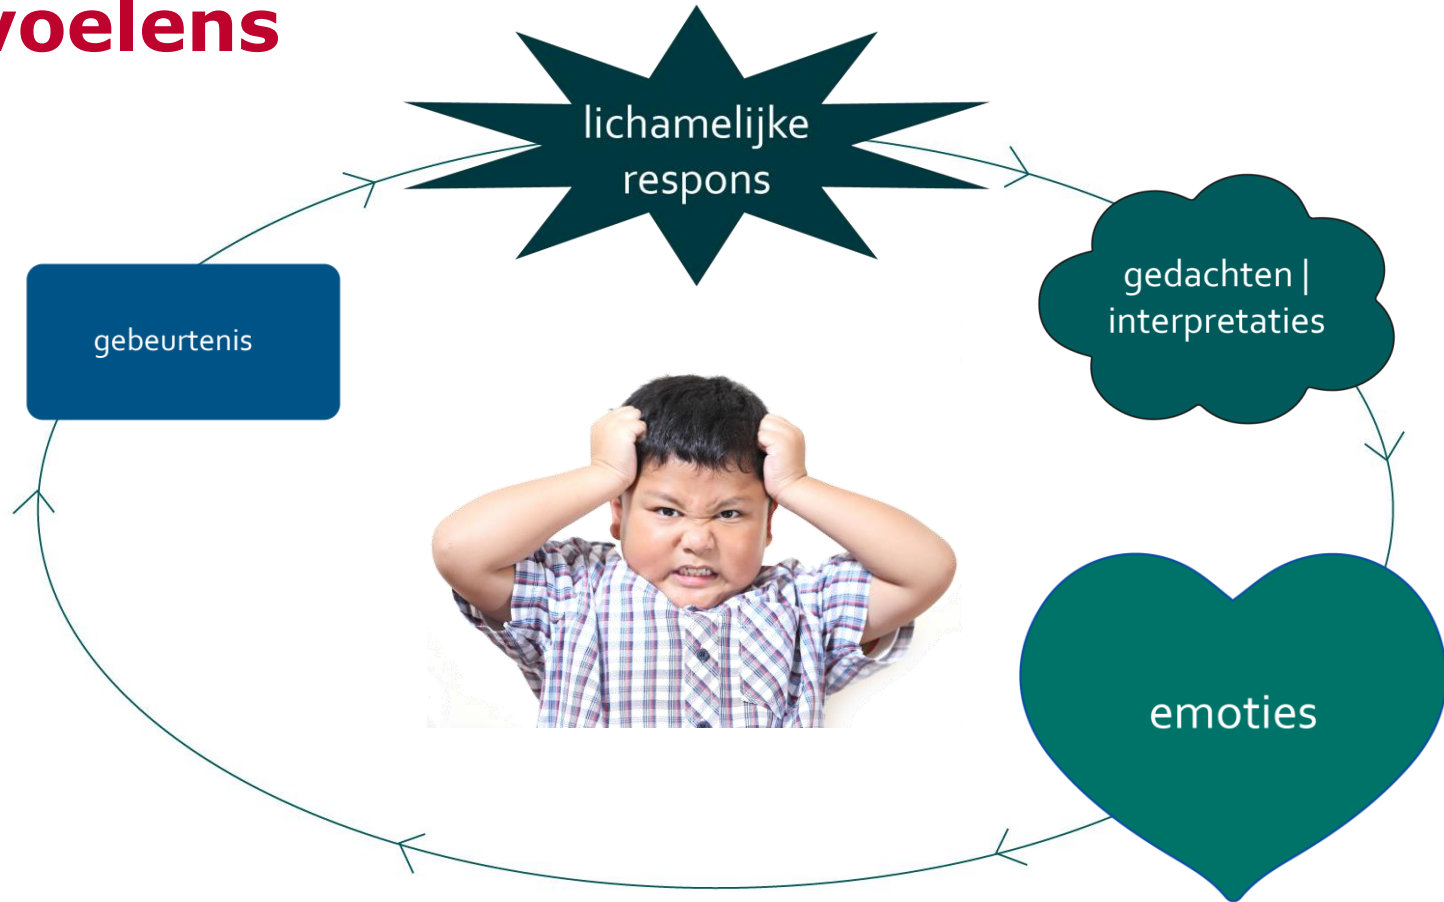 voelens
lichamelijke
respons
gedachten |
interpretaties
gebeurtenis
emoties